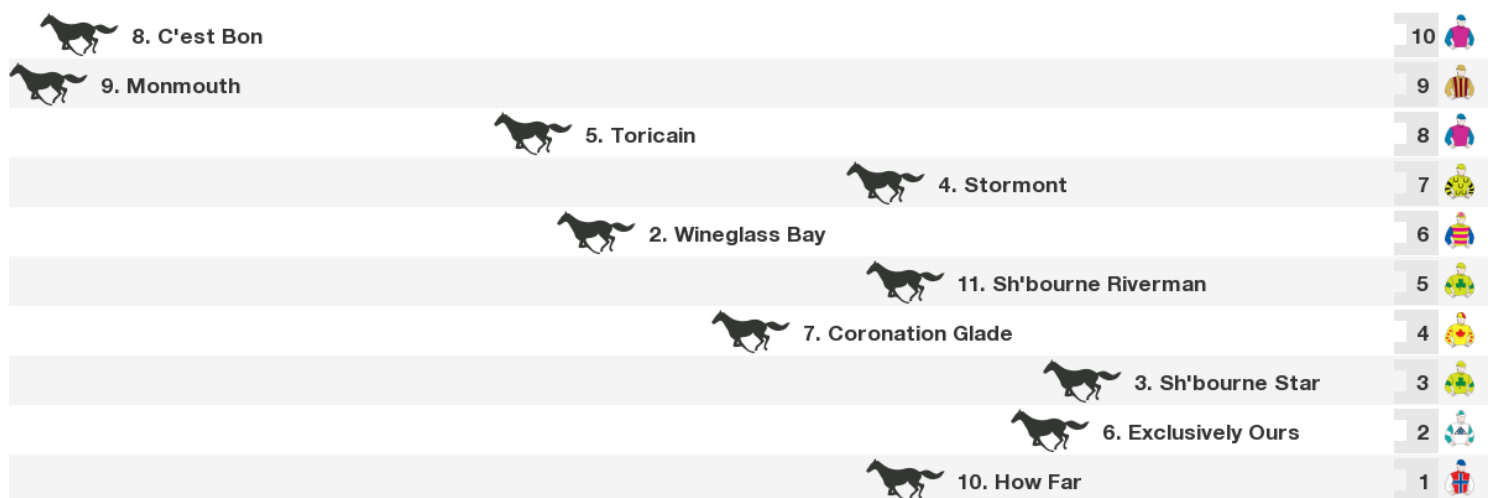 8. C'est Bon 10
9. Monmouth 9
5. Toricain 8
4. Stormont 7
2. Wineglass Bay 6
11. Sh'bourne Riverman 5
7. Coronation Glade 4
3. Sh'bourne Star 3
6. Exclusively Ours 2
10. How Far 1